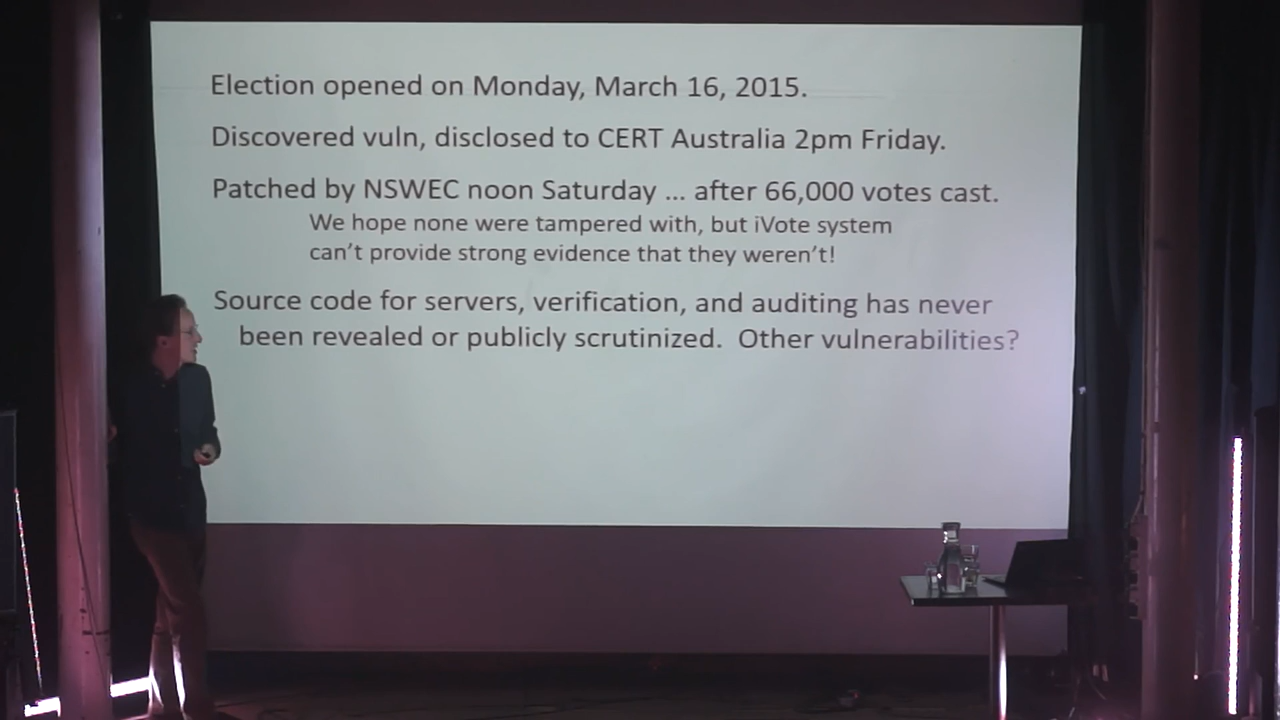 Election opened on Monday, March 16, 2015.
Discovered vuln, disclosed to CERT Australia 2pm Friday.
Patched by NSWEC noon Saturday ... after 66,000 votes cast.
We hope none were tampered with, but iVote system
can't provide strong evidence that they weren't!
Source code for servers, verification, and auditing has never
been revealed or publicly scrutinized.  Other vulnerabilities?